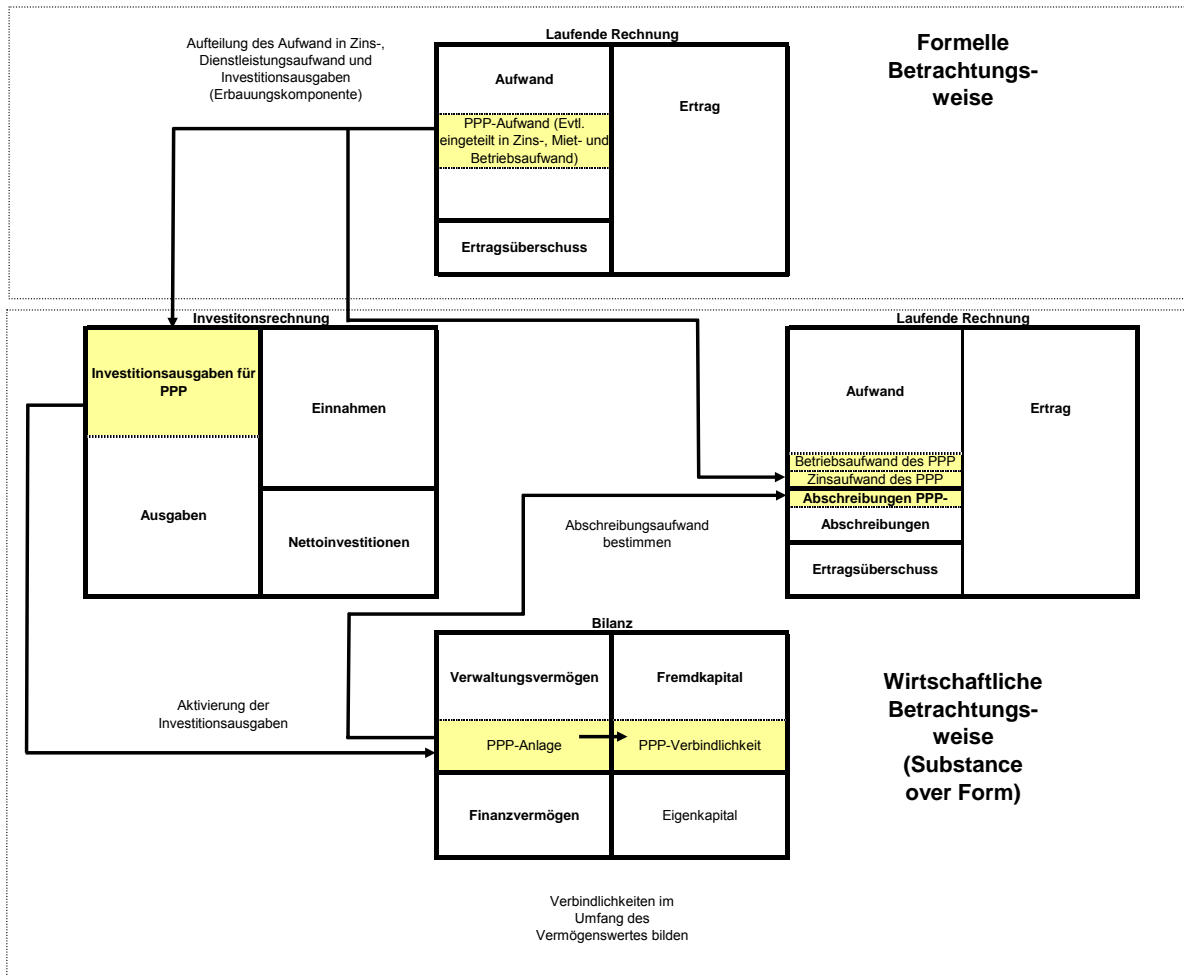 Laufende Rechnung
Aufteilung des Aufwand in Zins-,
Dienstleistungsaufwand und
Investitionsausgaben
(Erbauungskomponente)
Aufwand
PPP-Aufwand (Evtl.
eingeteilt in Zins-, Miet- und
Betriebsaufwand)
Ertragsüberschuss
Ertrag
Formelle
Betrachtungs-
weise
Investitonsrechnung
Investitionsausgaben für
PPP
Ausgaben
Einnahmen
Nettoinvestitionen
Laufende Rechnung
Aufwand
Betriebsaufwand des PPP
Zinsaufwand des PPP
Abschreibungen PPP-
Abschreibungen
Ertragsüberschuss
Ertrag
Abschreibungsaufwand
bestimmen
Aktivierung der
Investitionsausgaben
Bilanz
Verwaltungsvermögen
PPP-Anlage
Finanzvermögen
Fremdkapital
PPP-Verbindlichkeit
Eigenkapital
Wirtschaftliche
Betrachtungs-
weise
(Substance
over Form)
Verbindlichkeiten im
Umfang des
Vermögenswertes bilden